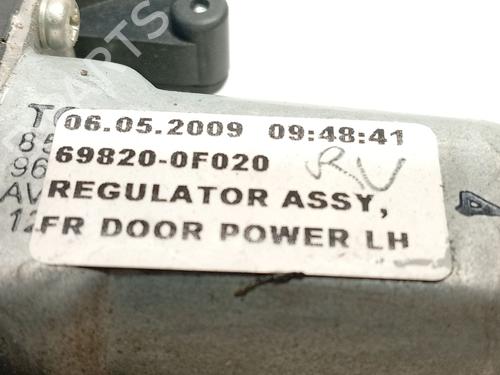 06.05.2009 09:48:41
69820-0F020
RV
REGULATOR ASSY,
FR DOOR POWER LH